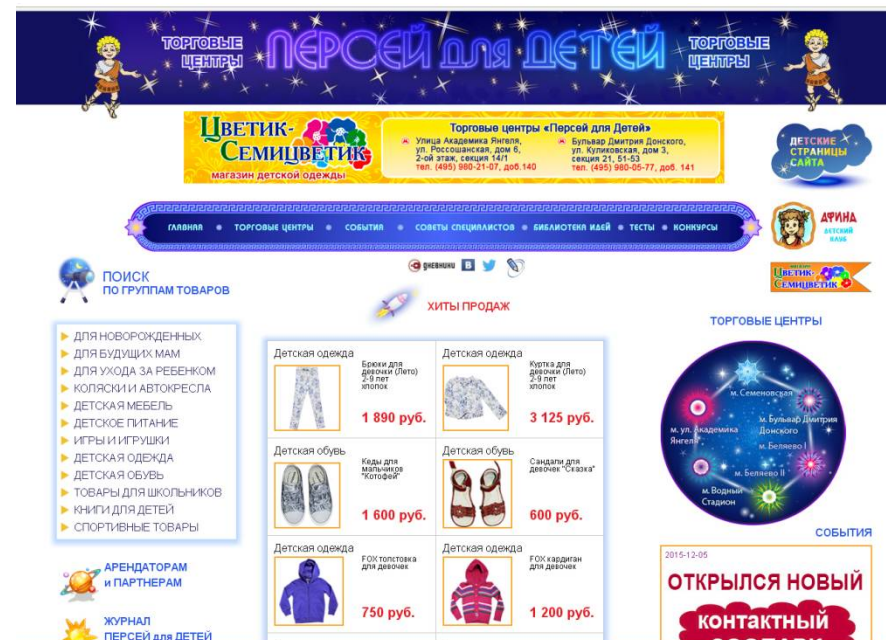 ТОРГОВЫЕ
ЦЕНТРЫ
ПЕРСЕЙ ДЛЯ ДЕТЕЙ
ТОРГОВЫЕ
ЦЕНТРЫ
ЦВЕТИК-
СЕМИЦВЕТИК
магазин детской одежды
Торговые центры «Персей для Детей»
Улица Академика Янгеля,
ул. Россошанская, дом 6,
2-ой этаж, секция 14/1
тел. (495) 980-21-07, доб.140
Бульвар Дмитрия Донского,
ул. Куликовская, дом 3,
секция 21, 51-53
тел. (495) 980-05-77, доб. 141
ДЕТСКИЕ
СТРАНИЦЫ
САЙТА
ГЛАВНАЯ
ТОРГОВЫЕ ЦЕНТРЫ
СОБЫТИЯ
СОВЕТЫ СПЕЦИАЛИСТОВ
БИБЛИОТЕКА ИДЕЙ
ТЕСТЫ
КОНКУРСЫ
АФИНА
ДЕТСКИЙ
КЛУБ
дневники
ЦВЕТИК-
СЕМИЦВЕТИК
ПОИСК
ПО ГРУППАМ ТОВАРОВ
ДЛЯ НОВОРОЖДЕННЫХ
ДЛЯ БУДУЩИХ МАМ
ДЛЯ УХОДА ЗА РЕБЕНКОМ
КОЛЯСКИ И АВТОКРЕСЛА
ДЕТСКАЯ МЕБЕЛЬ
ДЕТСКОЕ ПИТАНИЕ
ИГРЫ И ИГРУШКИ
ДЕТСКАЯ ОДЕЖДА
ДЕТСКАЯ ОБУВЬ
ТОВАРЫ ДЛЯ ШКОЛЬНИКОВ
КНИГИ ДЛЯ ДЕТЕЙ
СПОРТИВНЫЕ ТОВАРЫ
АРЕНДАТОРАМ
и ПАРТНЕРАМ
ЖУРНАЛ
ПЕРСЕЙ для ДЕТЕЙ
ХИТЫ ПРОДАЖ
Детская одежда
Брюки для
девочки (Лето)
2-9 лет
хлопок
1 890 руб.
Детская одежда
Куртка для
девочки (Лето)
2-9 лет
хлопок
3 125 руб.
Детская обувь
Кеды для
мальчиков
"Котофей"
1 600 руб.
Детская обувь
Сандали для
девочек "Сказка"
600 руб.
Детская одежда
FOX толстовка
для девочек
750 руб.
Детская одежда
FOX кардиган
для девочек
1 200 руб.
ТОРГОВЫЕ ЦЕНТРЫ
м. Семеновская
м. Бульвар Дмитрия
Донского
м. ул. Академика
Янгеля
м. Беляево I
м. Беляево II
м. Водный
Стадион
СОБЫТИЯ
2015-12-05
ОТКРЫЛСЯ НОВЫЙ
КОНТАКТНЫЙ